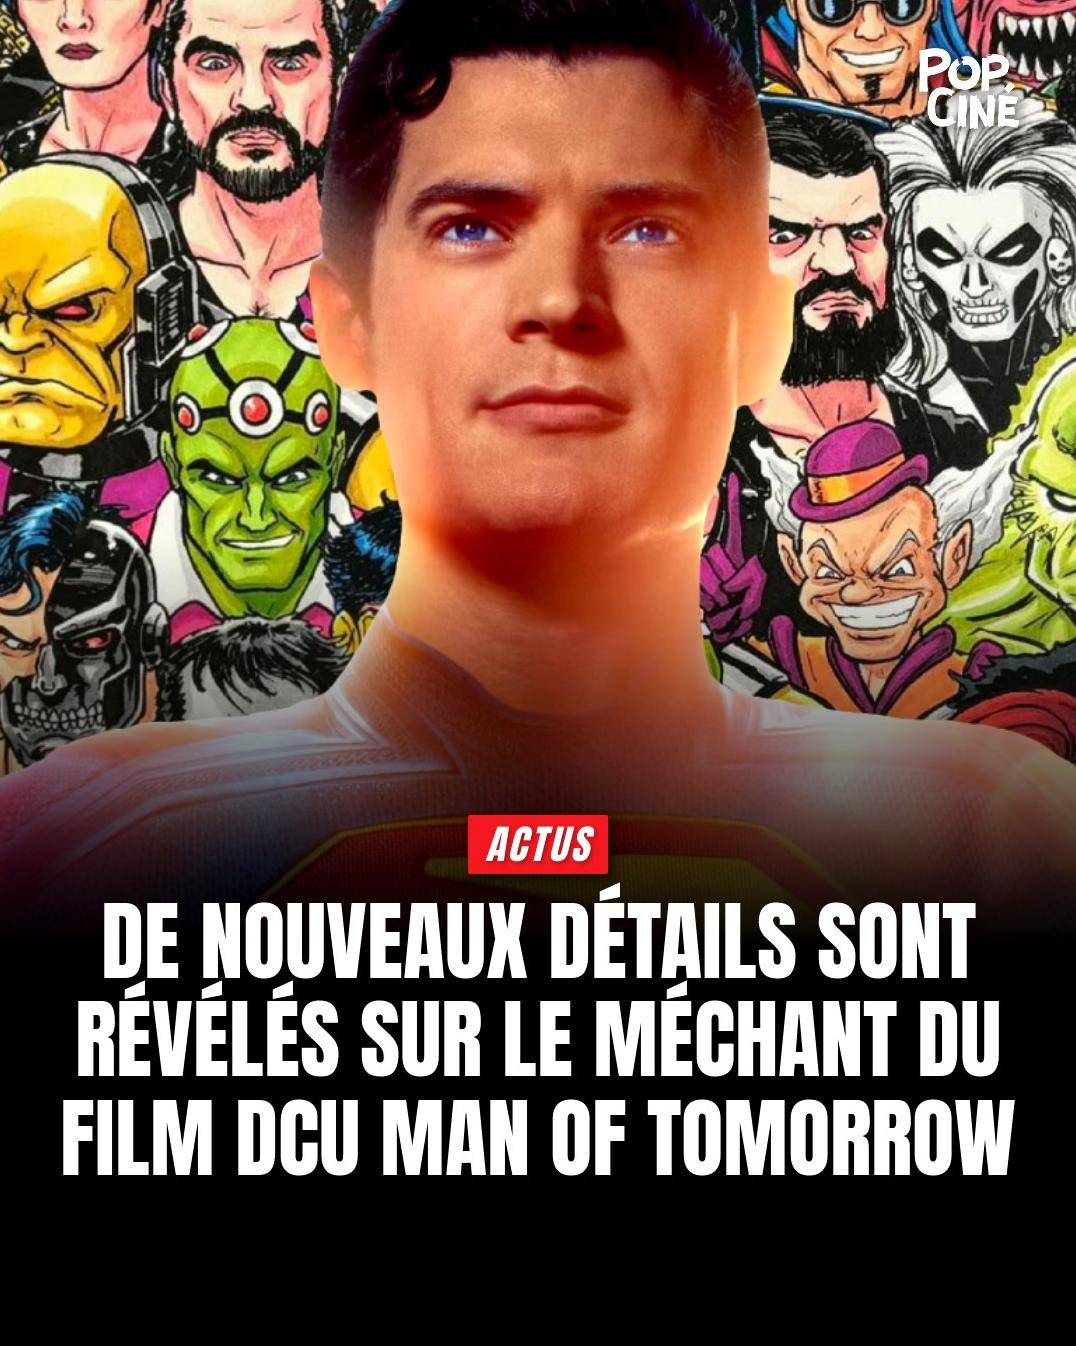 POP,
CINÉ
ACTUS
DE NOUVEAUX DÉTAILS SONT
RÉVÉLÉS SUR LE MÉCHANT DU
FILM DCU MAN OF TOMORROW